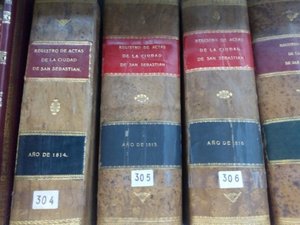 REGISTRO DE ACTAS
DE LA CIUDAD
DE SAN SEBASTIAN.
AÑO DE 1814.
304
REGISTRO DE ACTAS
DE LA CIUDAD
DE SAN SEBASTIAN.
AÑO DE 1815.
305
REGISTRO DE ACTAS
DE LA CIUDAD
DE SAN SEBASTIAN.
AÑO DE
306